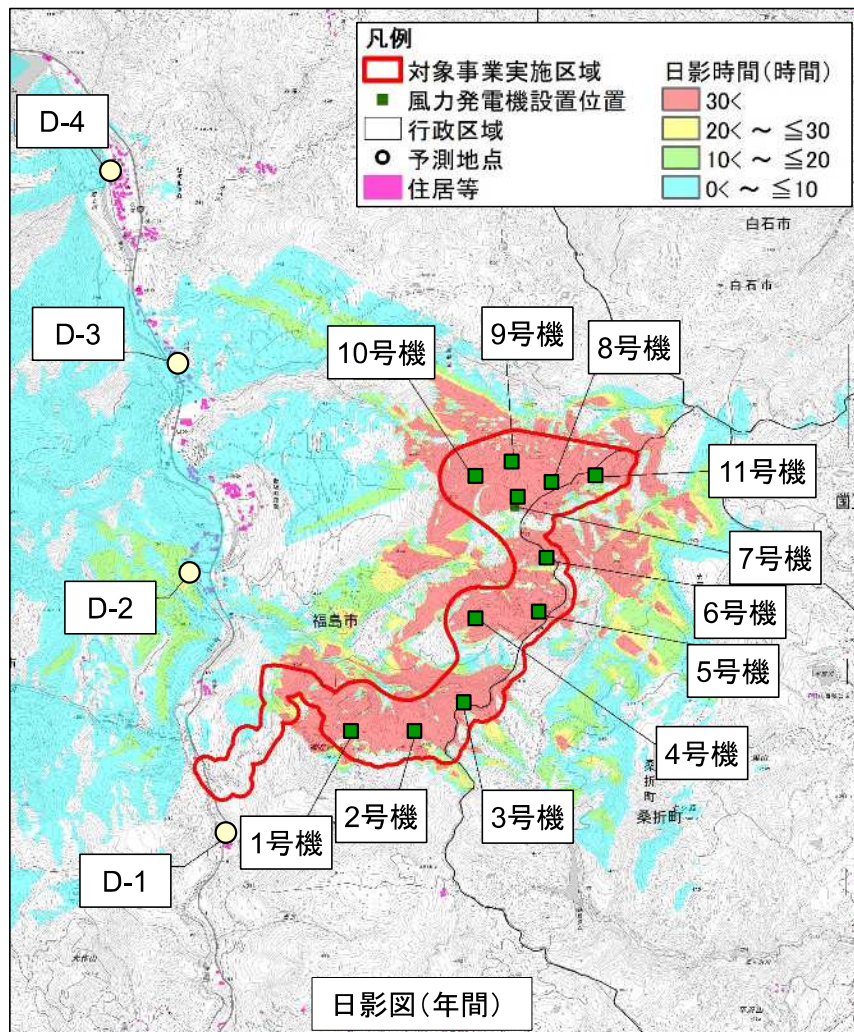 凡例
対象事業実施区域
風力発電機設置位置
行政区域
予測地点
住居等
日影時間(時間)
30<
20< ~ ≦30
10< ~ ≦20
0< ~ ≦10
D-4
白石市
白石市
D-3
9号機
8号機
10号機
11号機
国
7号機
D-2
6号機
福島市
5号機
4号機
桑折町
桑折町
3号機
2号機
1号機
D-1
日影図(年間)